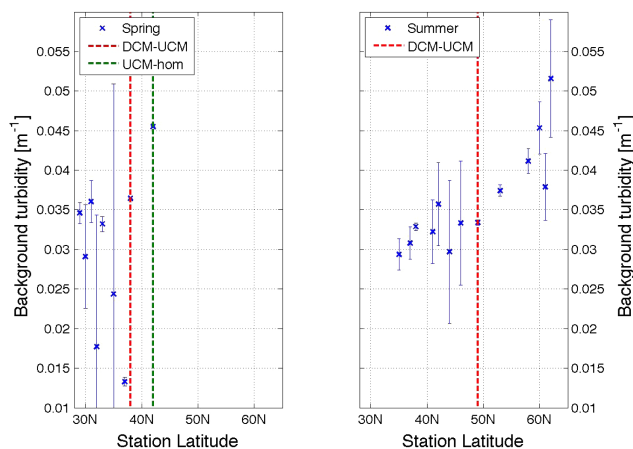 Spring
DCM-UCM
UCM-hom
Background turbidity [m⁻¹]
0.055
0.05
0.045
0.04
0.035
0.03
0.025
0.02
0.015
0.01
30N 40N 50N 60N
Station Latitude
Summer
DCM-UCM
0.055
0.05
0.045
0.04
0.035
0.03
0.025
0.02
0.015
0.01
Background turbidity [m⁻¹]
30N 40N 50N 60N
Station Latitude